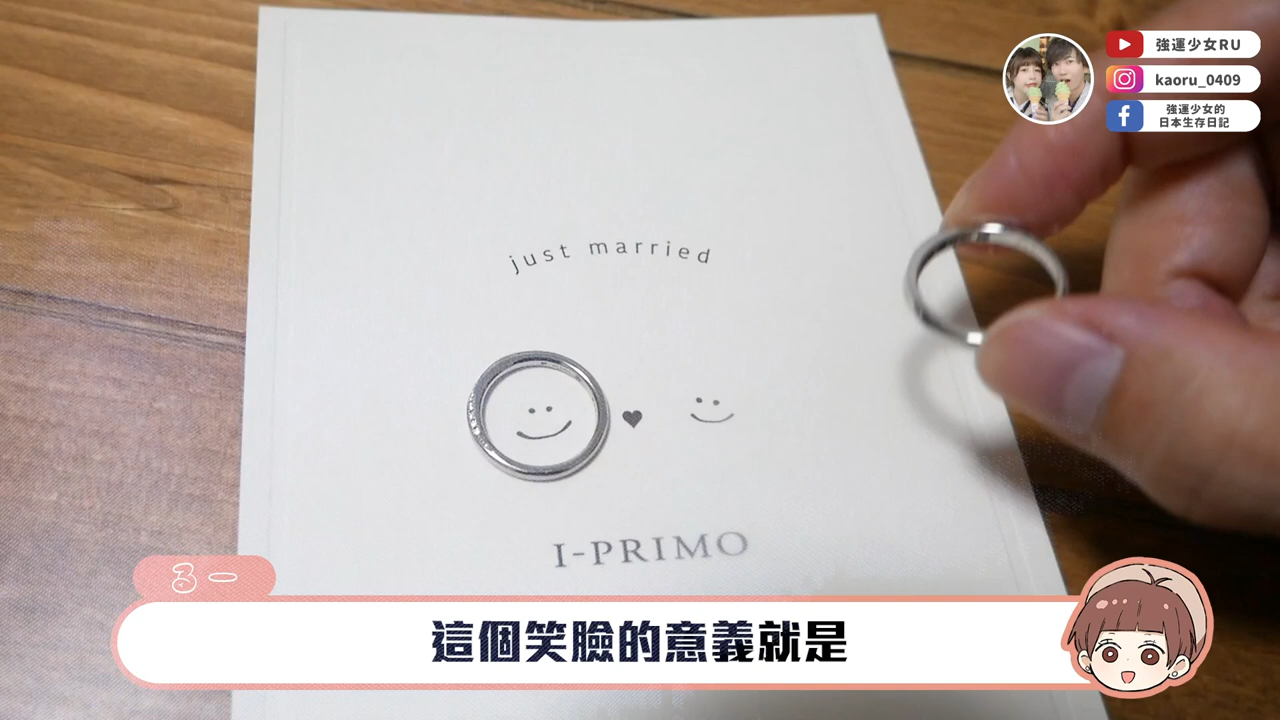 強運少女RU
kaoru_0409
強運少女的
日本生存日記
just married
I-PRIMO
る一
這個笑臉的意義就是